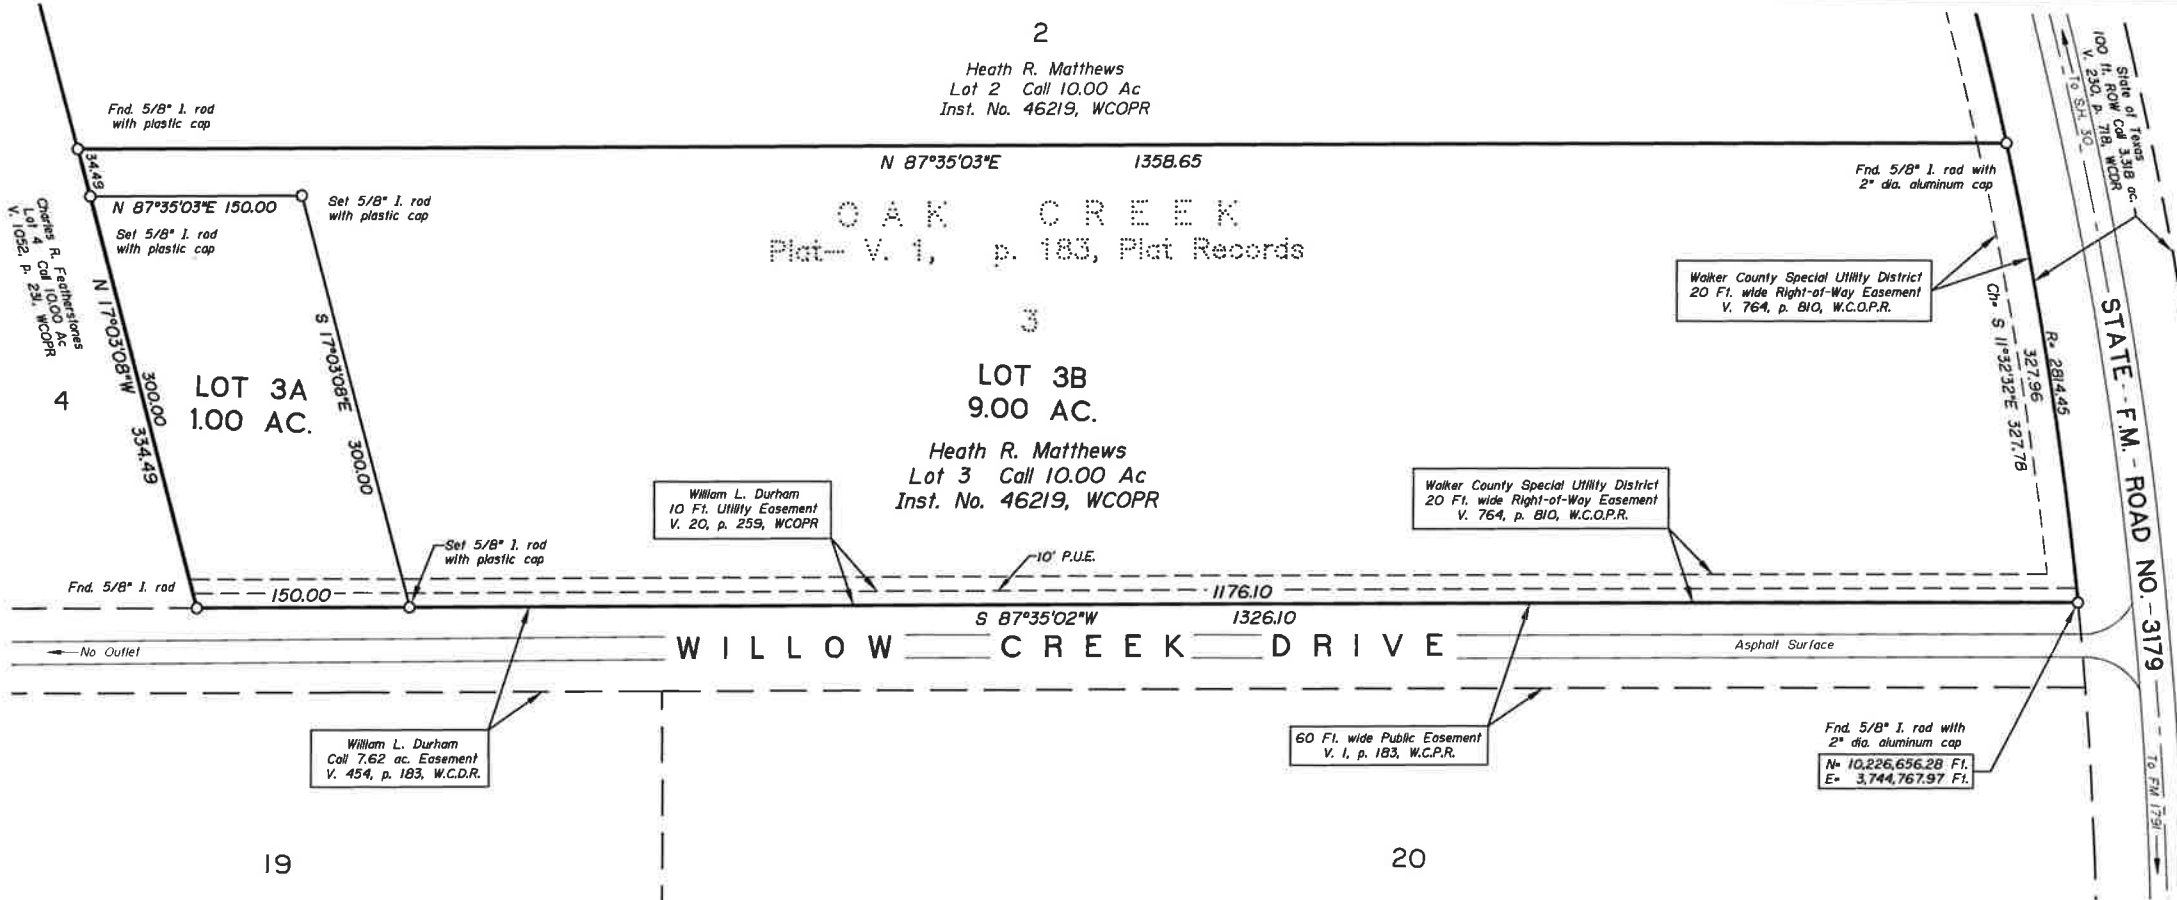 2
Heath R. Matthews
Lot 2 Call 10.00 Ac
Inst. No. 46219, WCOPR
Fnd. 5/8" I. rod
with plastic cap
34.49
N 87°35'03"E 1358.65
N 87°35'03"E 150.00
Set 5/8" I. rod
with plastic cap
Set 5/8" I. rod
with plastic cap
OAK CREEK
Plat-- V. 1, p. 183, Plat Records
3
Fnd. 5/8" I. rod with
2" dia. aluminum cap
State of Texas
100 ft. ROW Call 3.318 ac.
V. 230, p. 718, WCDR
To S.H. 30
Charles R. Featherstones
Lot 4 Call 10.00 Ac
V. 1052, p. 231, WCOPR
4
N 17°03'08"W
300.00
334.49
S 17°03'08"E
300.00
LOT 3A
1.00 AC.
LOT 3B
9.00 AC.
Heath R. Matthews
Lot 3 Call 10.00 Ac
Inst. No. 46219, WCOPR
Walker County Special Utility District
20 Ft. wide Right-of-Way Easement
V. 764, p. 810, W.C.O.P.R.
Ch= S 11°32'32"E 327.78
327.96
R= 2814.45
STATE - F.M. - ROAD NO. - 3179
William L. Durham
10 Ft. Utility Easement
V. 20, p. 259, WCOPR
Walker County Special Utility District
20 Ft. wide Right-of-Way Easement
V. 764, p. 810, W.C.O.P.R.
Set 5/8" I. rod
with plastic cap
10' P.U.E.
Fnd. 5/8" I. rod
150.00
1176.10
S 87°35'02"W 1326.10
No Outlet
WILLOW CREEK DRIVE
Asphalt Surface
William L. Durham
Call 7.62 ac. Easement
V. 454, p. 183, W.C.D.R.
60 Ft. wide Public Easement
V. 1, p. 183, W.C.P.R.
Fnd. 5/8" I. rod with
2" dia. aluminum cap
N= 10,226,656.28 Ft.
E= 3,744,767.97 Ft.
To FM 1791
19
20